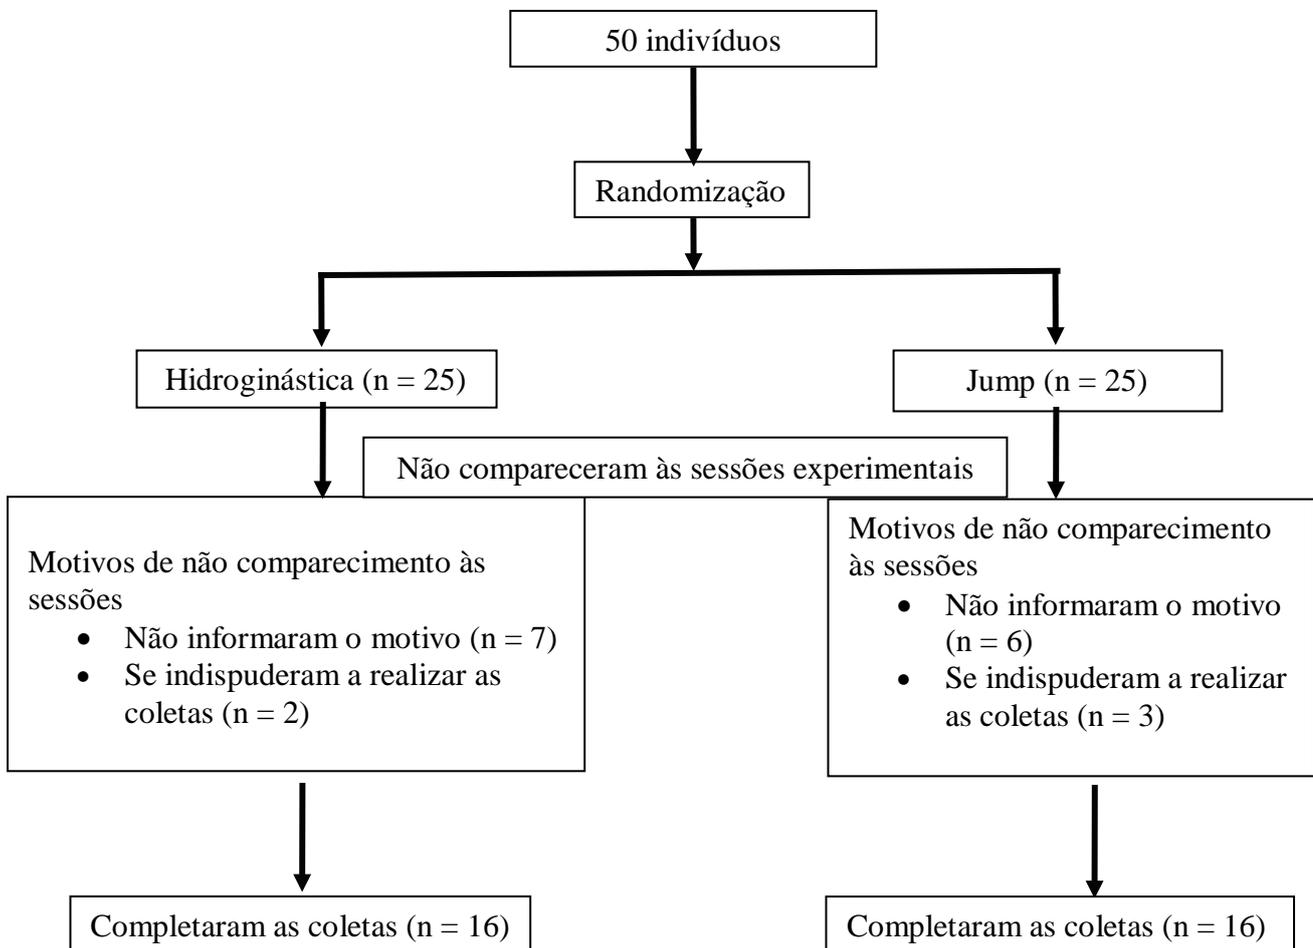 50 indivíduos
Randomização
Hidroginástica (n = 25)
Jump (n = 25)
Não compareceram às sessões experimentais
Motivos de não comparecimento às
sessões
• Não informaram o motivo (n = 7)
• Se indispuderam a realizar as
coletas (n = 2)
Motivos de não comparecimento
às sessões
• Não informaram o motivo
(n = 6)
• Se indispuderam a realizar
as coletas (n = 3)
Completaram as coletas (n = 16)
Completaram as coletas (n = 16)